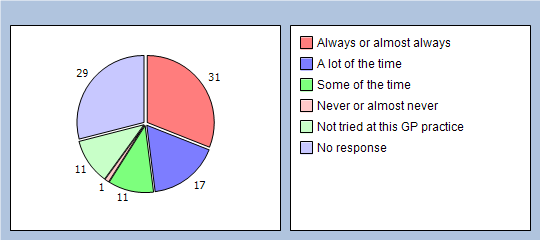 29
31
11
1
11
17
Always or almost always
A lot of the time
Some of the time
Never or almost never
Not tried at this GP practice
No response